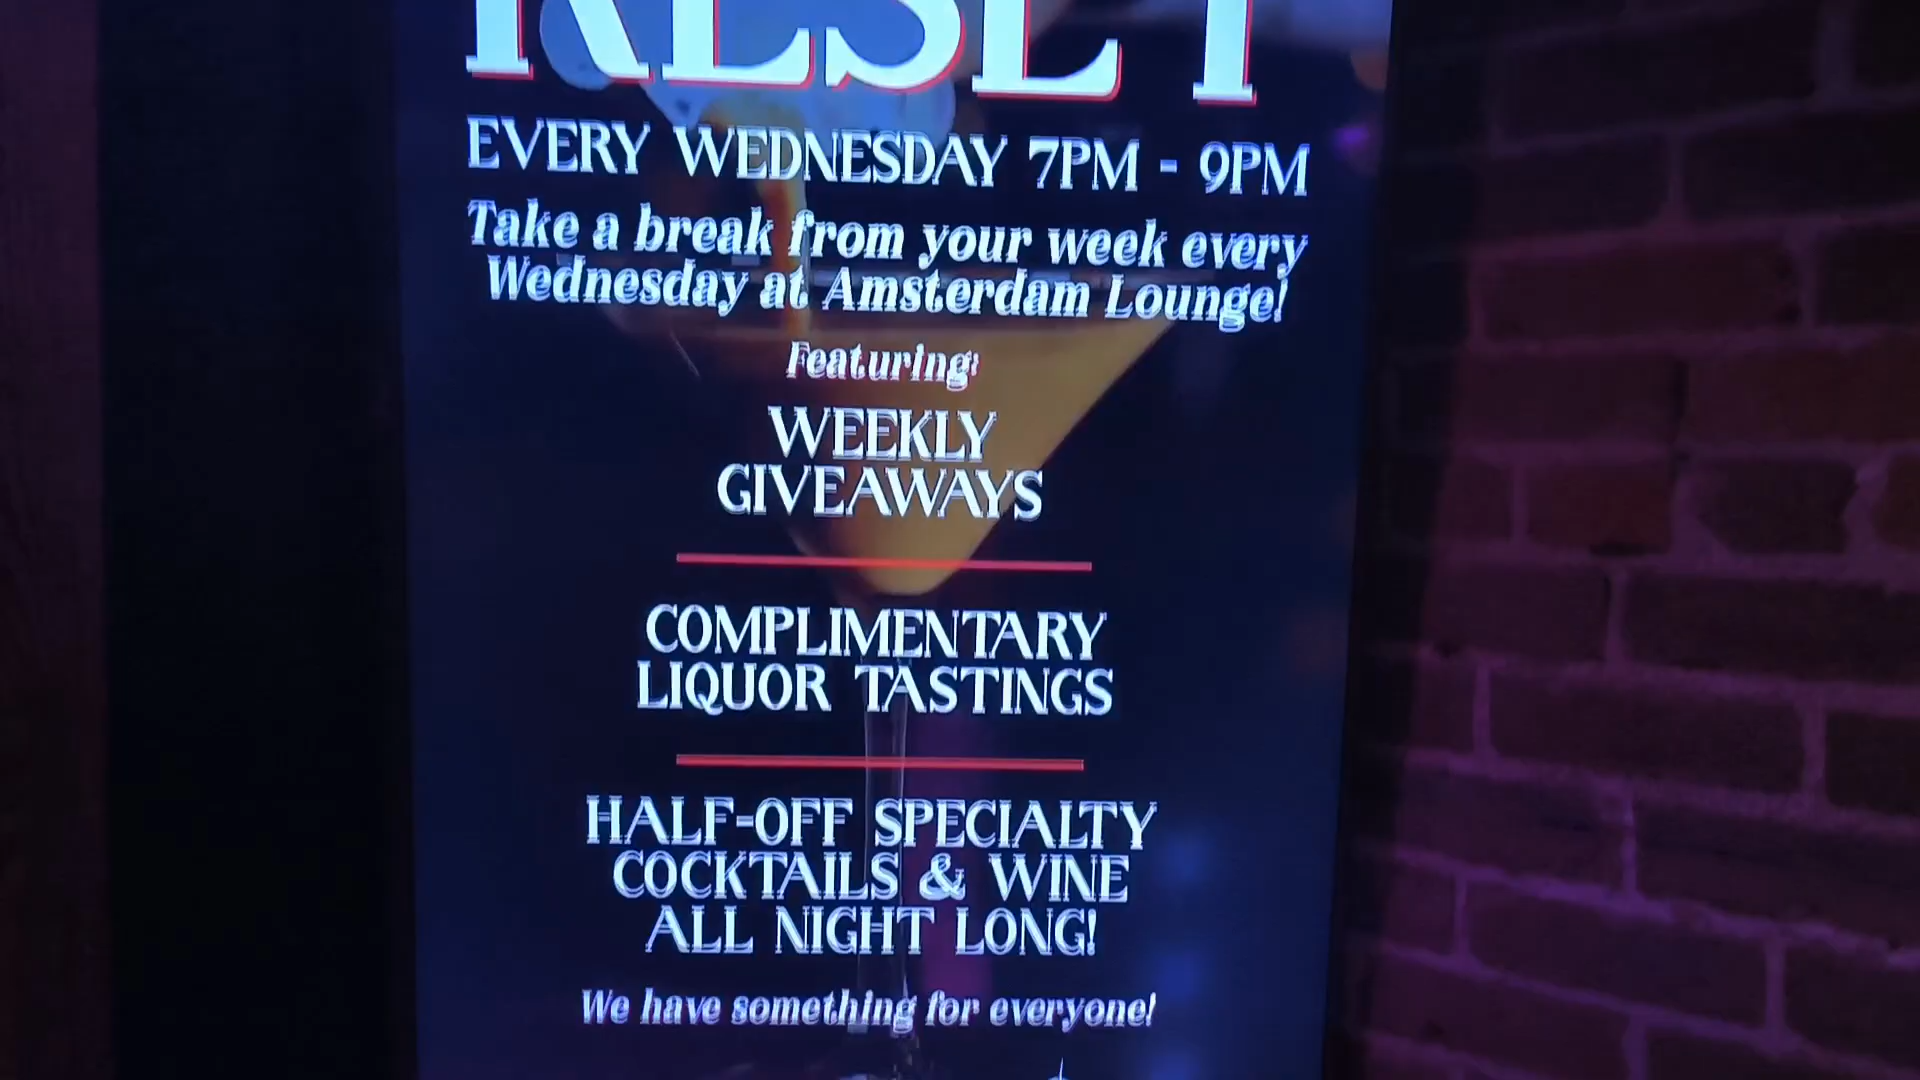 RESET
EVERY WEDNESDAY 7PM - 9PM
Take a break from your week every
Wednesday at Amsterdam Lounge!
Featuring:
WEEKLY
GIVEAWAYS
COMPLIMENTARY
LIQUOR TASTINGS
HALF-OFF SPECIALTY
COCKTAILS & WINE
ALL NIGHT LONG!
We have something for everyone!